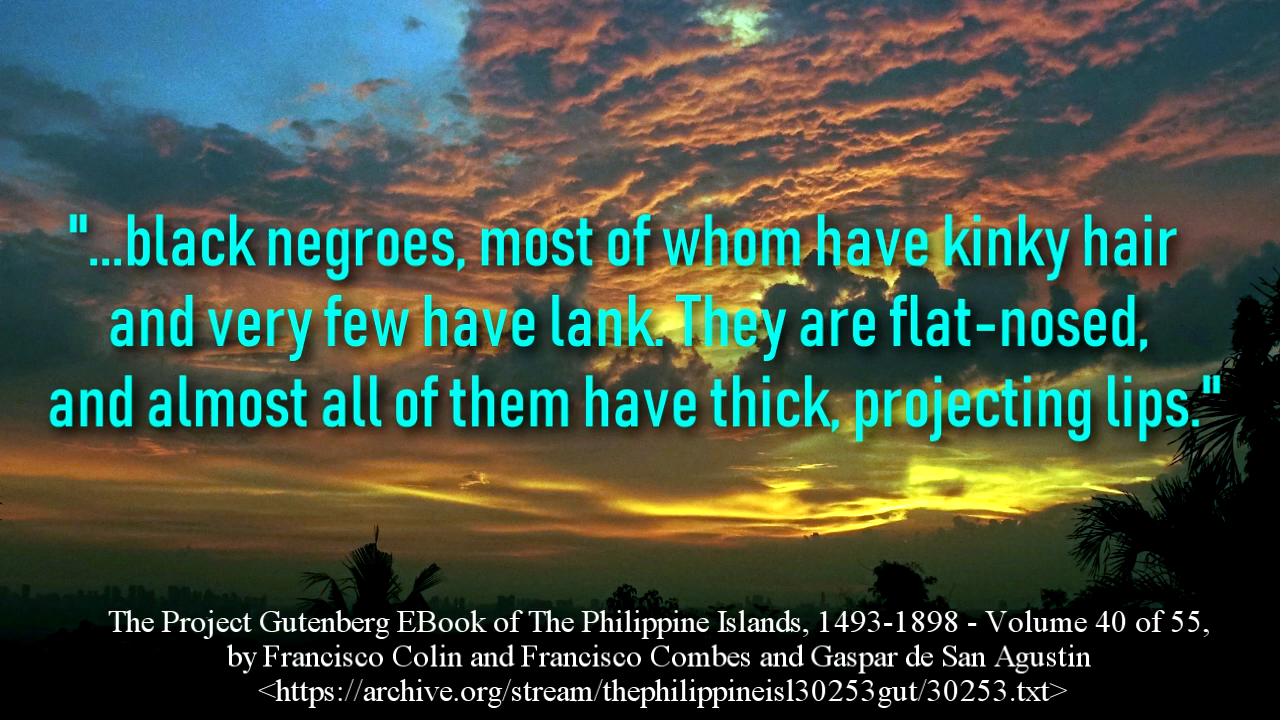 "...black negroes, most of whom have kinky hair
and very few have lank. They are flat-nosed,
and almost all of them have thick, projecting lips."
The Project Gutenberg EBook of The Philippine Islands, 1493-1898 - Volume 40 of 55,
by Francisco Colin and Francisco Combes and Gaspar de San Agustin
<https://archive.org/stream/thephilippineisl30253gut/30253.txt>